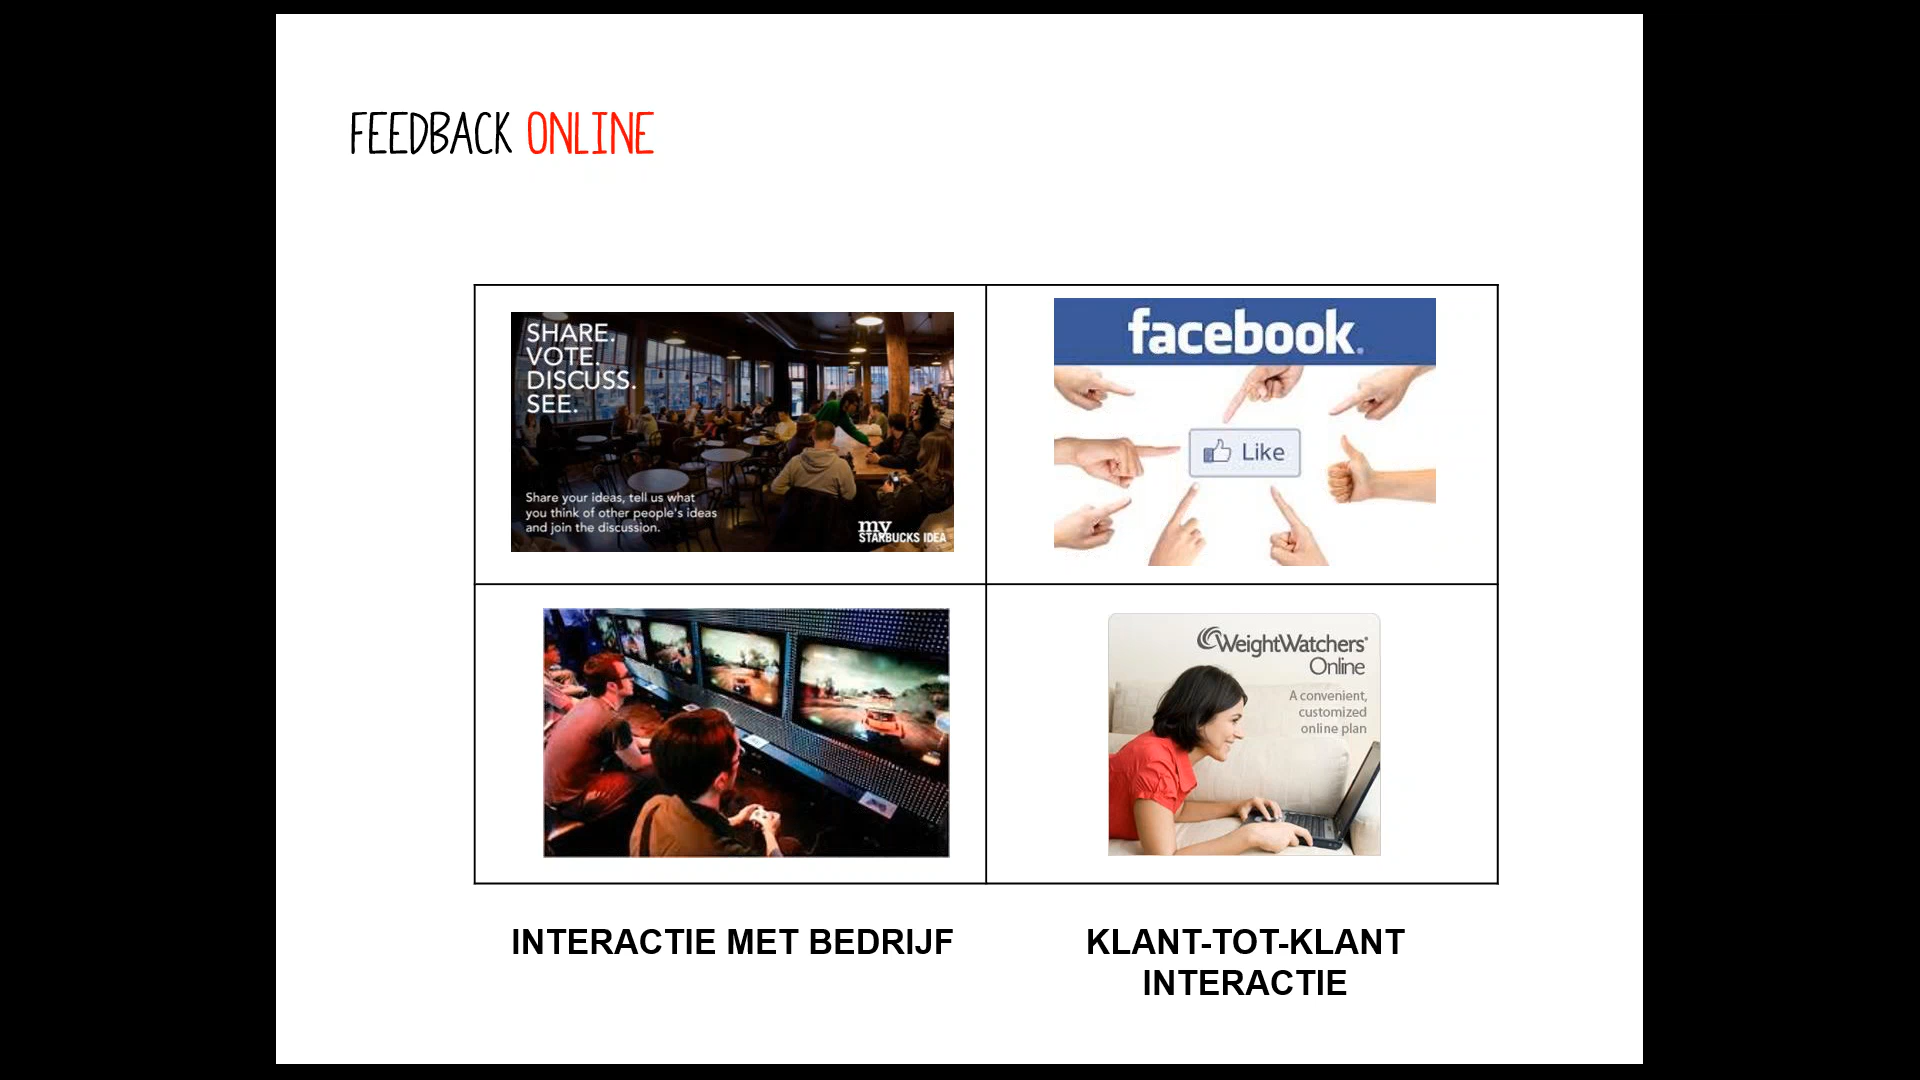 FEEDBACK ONLINE
SHARE.
VOTE.
DISCUSS.
SEE.
Share your ideas, tell us what
you think of other people's ideas
and join the discussion.
my
STARBUCKS IDEA
facebook.
Like
WeightWatchers®
Online
A convenient,
customized
online plan
INTERACTIE MET BEDRIJF
KLANT-TOT-KLANT
INTERACTIE